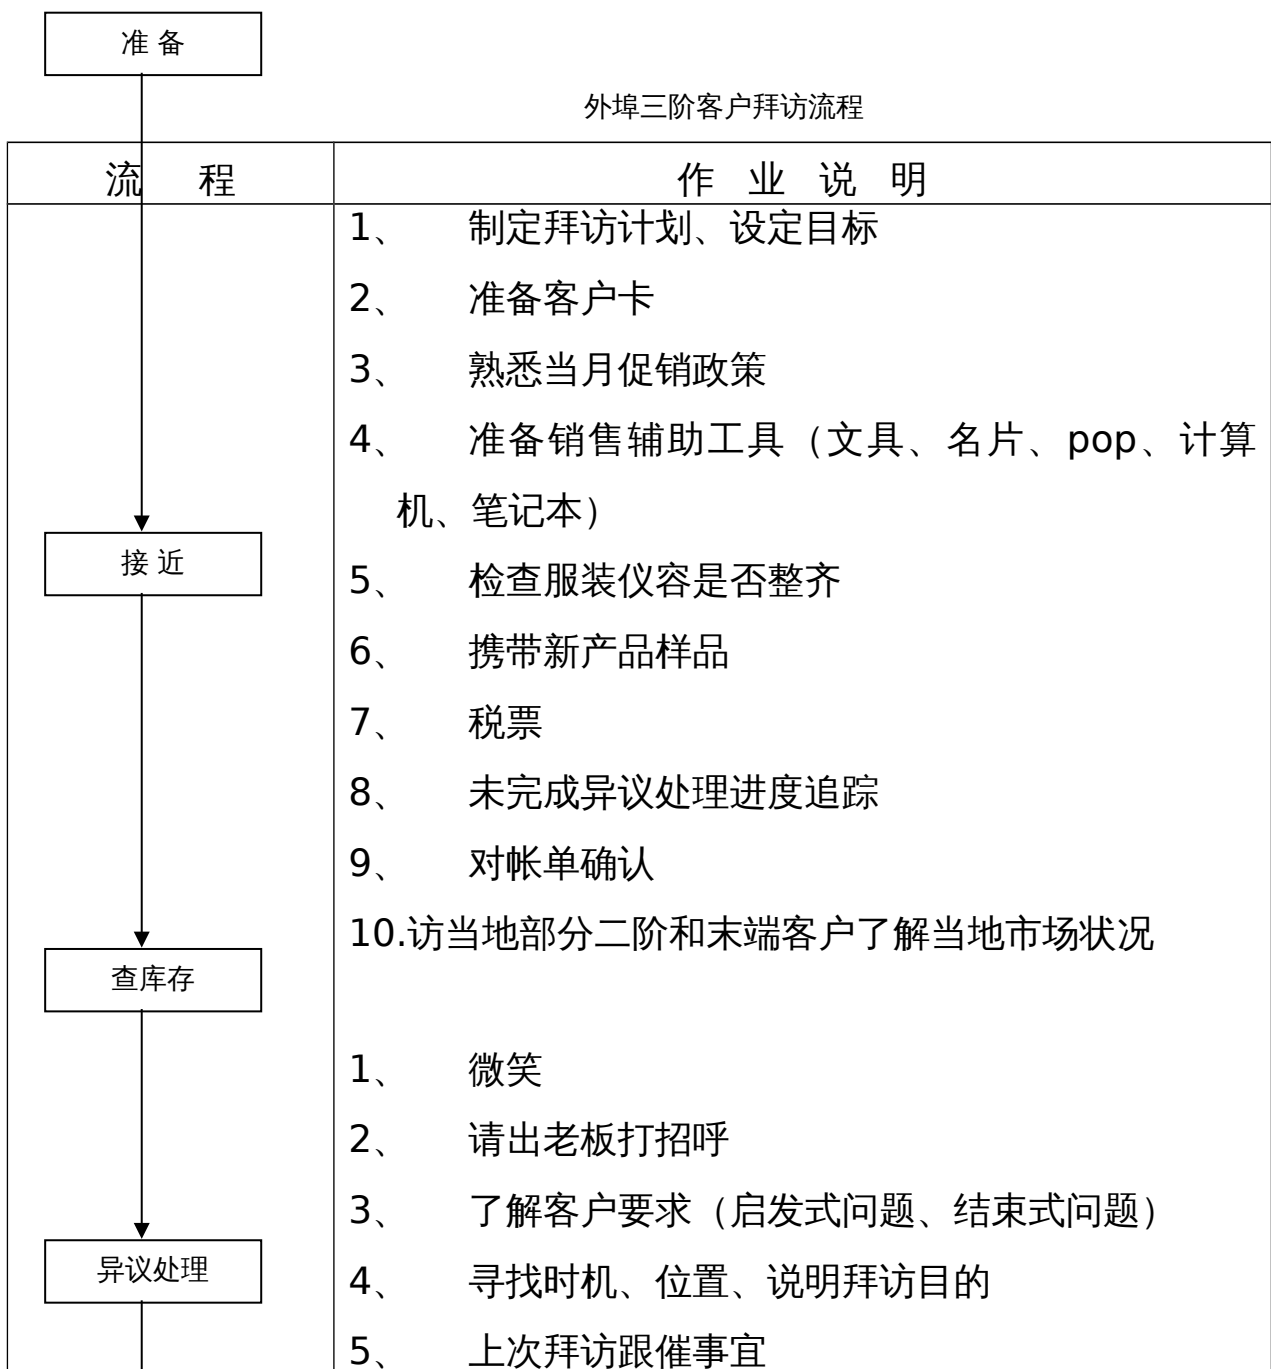 准 备
外埠三阶客户拜访流程
流 程
作 业 说 明
1、 制定拜访计划、设定目标
2、 准备客户卡
3、 熟悉当月促销政策
4、 准备销售辅助工具（文具、名片、pop、计算
机、笔记本）
接 近
5、 检查服装仪容是否整齐
6、 携带新产品样品
7、 税票
8、 未完成异议处理进度追踪
9、 对帐单确认
10.访当地部分二阶和末端客户了解当地市场状况
查库存
1、 微笑
2、 请出老板打招呼
3、 了解客户要求（启发式问题、结束式问题）
异议处理
4、 寻找时机、位置、说明拜访目的
5、 上次拜访跟催事宜